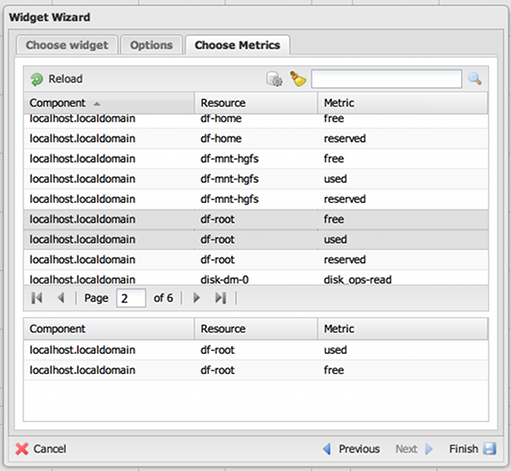 Widget Wizard
Choose widget Options Choose Metrics
Reload
Component Resource Metric
localhost.localdomain df-home free
localhost.localdomain df-home reserved
localhost.localdomain df-mnt-hgfs free
localhost.localdomain df-mnt-hgfs used
localhost.localdomain df-mnt-hgfs reserved
localhost.localdomain df-root free
localhost.localdomain df-root used
localhost.localdomain df-root reserved
localhost.localdomain disk-dm-0 disk_ops-read
Page 2 of 6
Component Resource Metric
localhost.localdomain df-root used
localhost.localdomain df-root free
Cancel Previous Next Finish